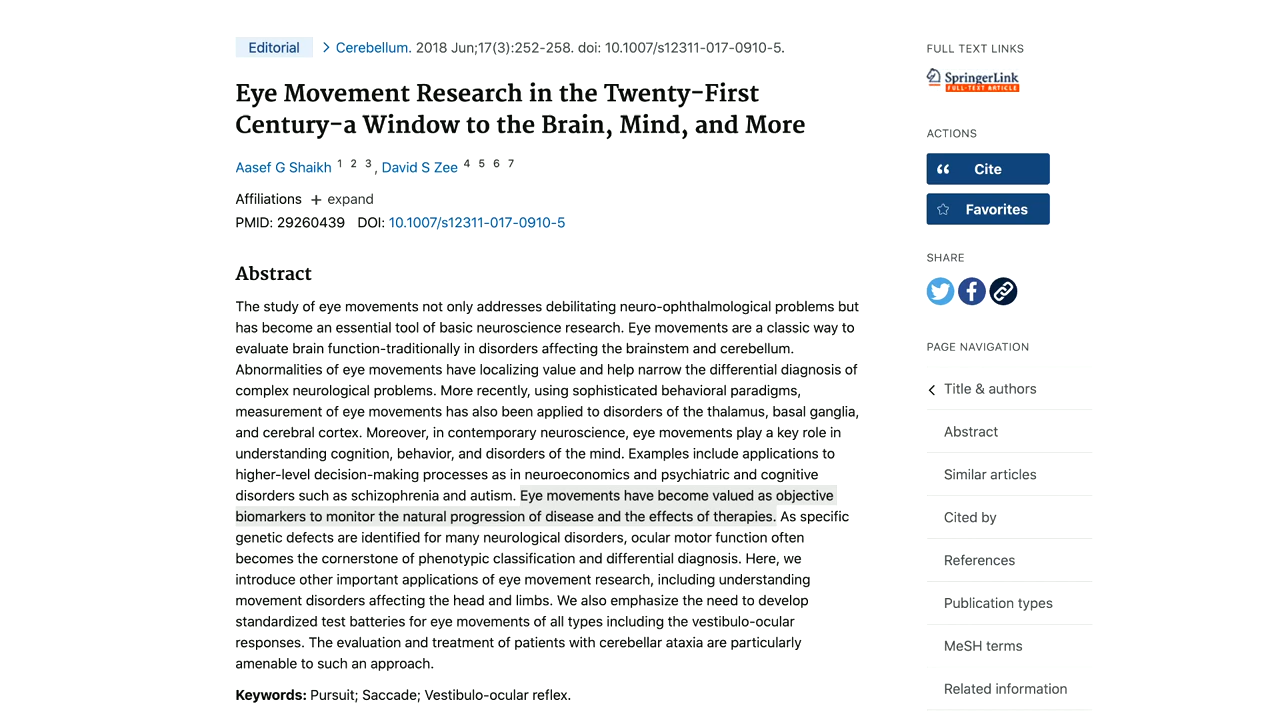 Editorial > Cerebellum. 2018 Jun;17(3):252-258. doi: 10.1007/s12311-017-0910-5.
Eye Movement Research in the Twenty-First
Century-a Window to the Brain, Mind, and More
Aasef G Shaikh 1 2 3, David S Zee 4 5 6 7
Affiliations + expand
PMID: 29260439 DOI: 10.1007/s12311-017-0910-5
Abstract
The study of eye movements not only addresses debilitating neuro-ophthalmological problems but
has become an essential tool of basic neuroscience research. Eye movements are a classic way to
evaluate brain function-traditionally in disorders affecting the brainstem and cerebellum.
Abnormalities of eye movements have localizing value and help narrow the differential diagnosis of
complex neurological problems. More recently, using sophisticated behavioral paradigms,
measurement of eye movements has also been applied to disorders of the thalamus, basal ganglia,
and cerebral cortex. Moreover, in contemporary neuroscience, eye movements play a key role in
understanding cognition, behavior, and disorders of the mind. Examples include applications to
higher-level decision-making processes as in neuroeconomics and psychiatric and cognitive
disorders such as schizophrenia and autism. Eye movements have become valued as objective
biomarkers to monitor the natural progression of disease and the effects of therapies. As specific
genetic defects are identified for many neurological disorders, ocular motor function often
becomes the cornerstone of phenotypic classification and differential diagnosis. Here, we
introduce other important applications of eye movement research, including understanding
movement disorders affecting the head and limbs. We also emphasize the need to develop
standardized test batteries for eye movements of all types including the vestibulo-ocular
responses. The evaluation and treatment of patients with cerebellar ataxia are particularly
amenable to such an approach.
Keywords: Pursuit; Saccade; Vestibulo-ocular reflex.
FULL TEXT LINKS
SpringerLink
FULL-TEXT ARTICLE
ACTIONS
Cite
Favorites
SHARE
PAGE NAVIGATION
Title & authors
Abstract
Similar articles
Cited by
References
Publication types
MeSH terms
Related information